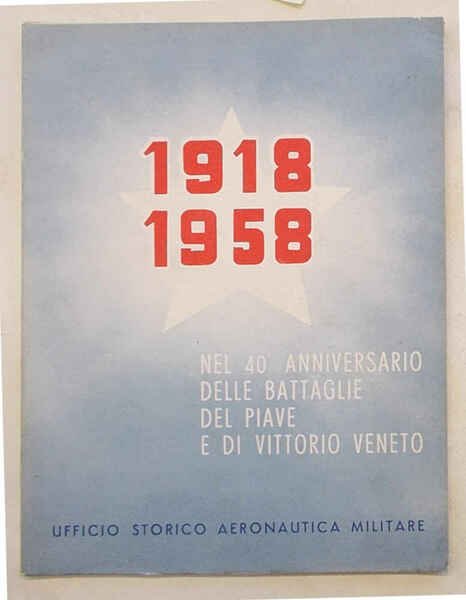 1918
1958
NEL 40° ANNIVERSARIO
DELLE BATTAGLIE
DEL PIAVE
E DI VITTORIO VENETO
UFFICIO STORICO AERONAUTICA MILITARE